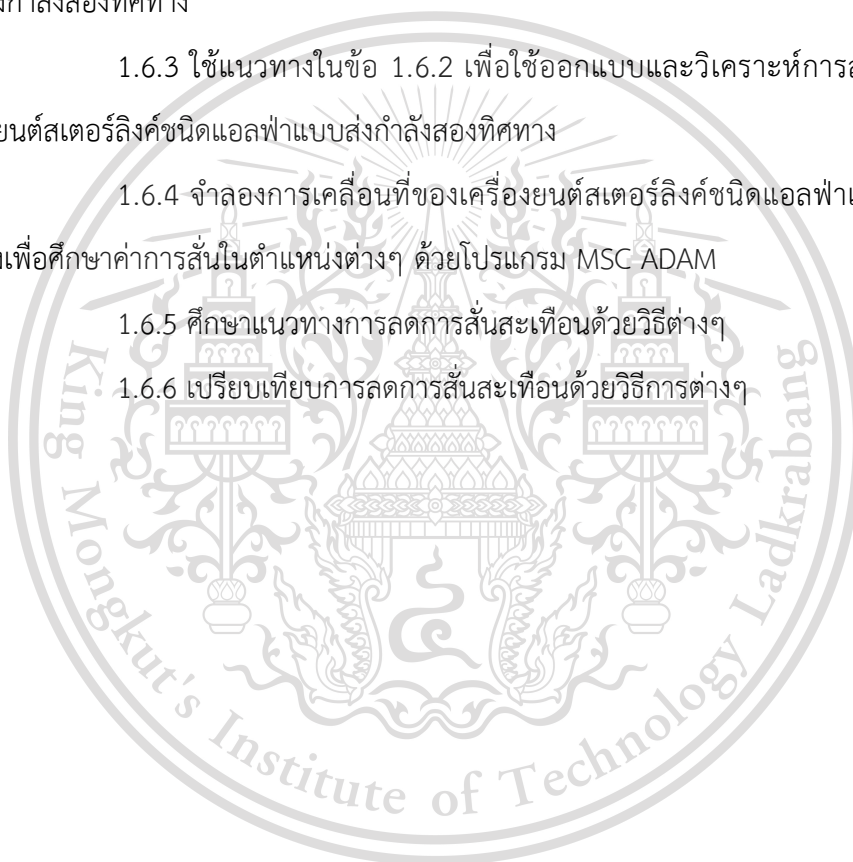 งกำลังสองทิศทาง
1.6.3 ใช้แนวทางในข้อ 1.6.2 เพื่อใช้ออกแบบและวิเคราะห์การ
ยนต์สเตอร์ลิงค์ชนิดแอลฟ่าแบบส่งกำลังสองทิศทาง
1.6.4 จำลองการเคลื่อนที่ของเครื่องยนต์สเตอร์ลิงค์ชนิดแอลฟ่า
เพื่อศึกษาค่าการสั่นในตำแหน่งต่างๆ ด้วยโปรแกรม MSC ADAM
1.6.5 ศึกษาแนวทางการลดการสั่นสะเทือนด้วยวิธีต่างๆ
1.6.6 เปรียบเทียบการลดการสั่นสะเทือนด้วยวิธีการต่างๆ
King Mongkut's Institute of Technology Ladkrabang